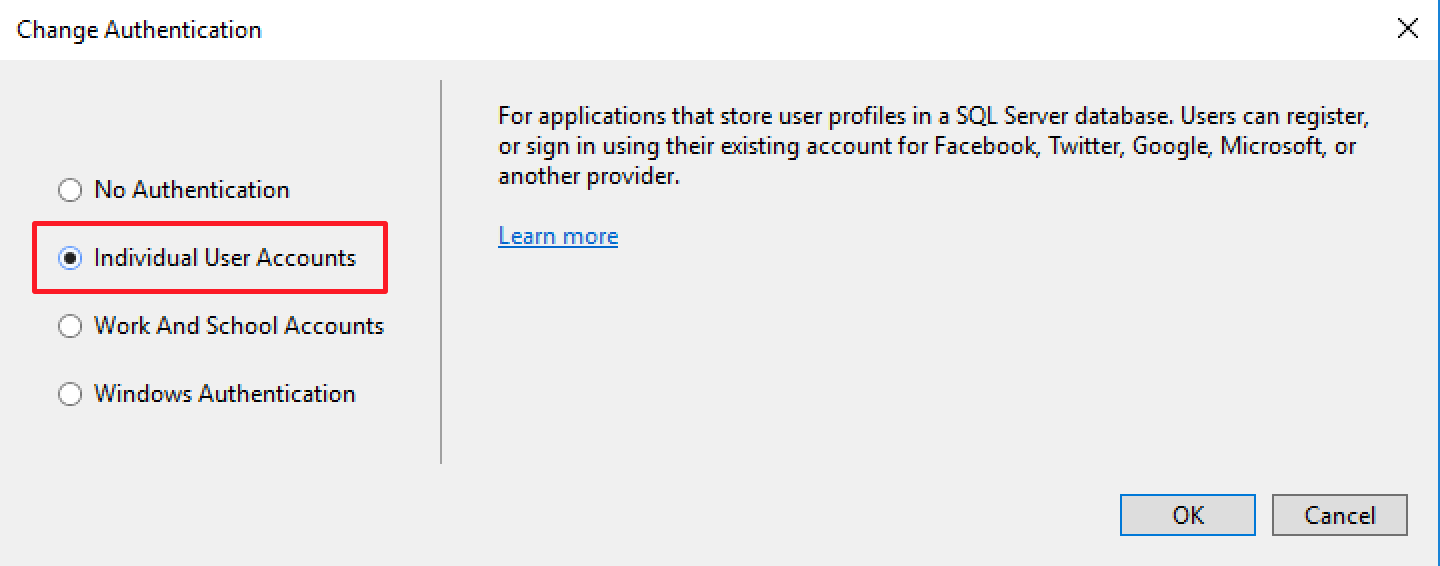 Change Authentication
No Authentication
Individual User Accounts
Work And School Accounts
Windows Authentication
For applications that store user profiles in a SQL Server database. Users can register,
or sign in using their existing account for Facebook, Twitter, Google, Microsoft, or
another provider.
Learn more
OK
Cancel